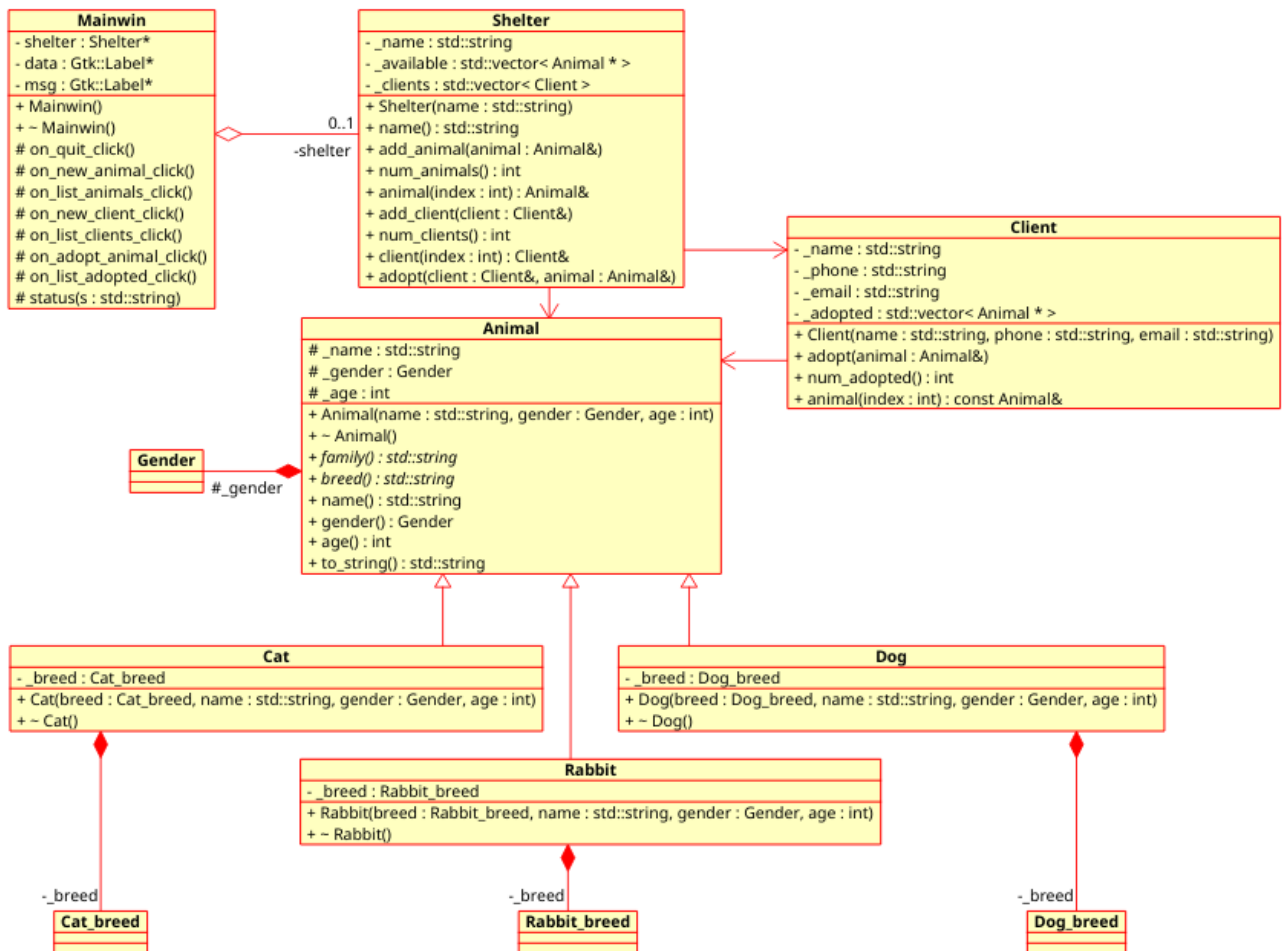 Mainwin
- shelter : Shelter*
- data : Gtk::Label*
- msg : Gtk::Label*
+ Mainwin()
+ ~ Mainwin()
# on_quit_click()
# on_new_animal_click()
# on_list_animals_click()
# on_new_client_click()
# on_list_clients_click()
# on_adopt_animal_click()
# on_list_adopted_click()
# status(s : std::string)
0..1
-shelter
Shelter
- _name : std::string
- _available : std::vector< Animal * >
- _clients : std::vector< Client >
+ Shelter(name : std::string)
+ name() : std::string
+ add_animal(animal : Animal&)
+ num_animals() : int
+ animal(index : int) : Animal&
+ add_client(client : Client&)
+ num_clients() : int
+ client(index : int) : Client&
+ adopt(client : Client&, animal : Animal&)
Client
- _name : std::string
- _phone : std::string
- _email : std::string
- _adopted : std::vector< Animal * >
+ Client(name : std::string, phone : std::string, email : std::string)
+ adopt(animal : Animal&)
+ num_adopted() : int
+ animal(index : int) : const Animal&
Animal
# _name : std::string
# _gender : Gender
# _age : int
+ Animal(name : std::string, gender : Gender, age : int)
+ ~ Animal()
+ family() : std::string
+ breed() : std::string
+ name() : std::string
+ gender() : Gender
+ age() : int
+ to_string() : std::string
Gender
#_gender
Cat
- _breed : Cat_breed
+ Cat(breed : Cat_breed, name : std::string, gender : Gender, age : int)
+ ~ Cat()
Dog
- _breed : Dog_breed
+ Dog(breed : Dog_breed, name : std::string, gender : Gender, age : int)
+ ~ Dog()
Rabbit
- _breed : Rabbit_breed
+ Rabbit(breed : Rabbit_breed, name : std::string, gender : Gender, age : int)
+ ~ Rabbit()
-_breed
-_breed
-_breed
Cat_breed
Rabbit_breed
Dog_breed